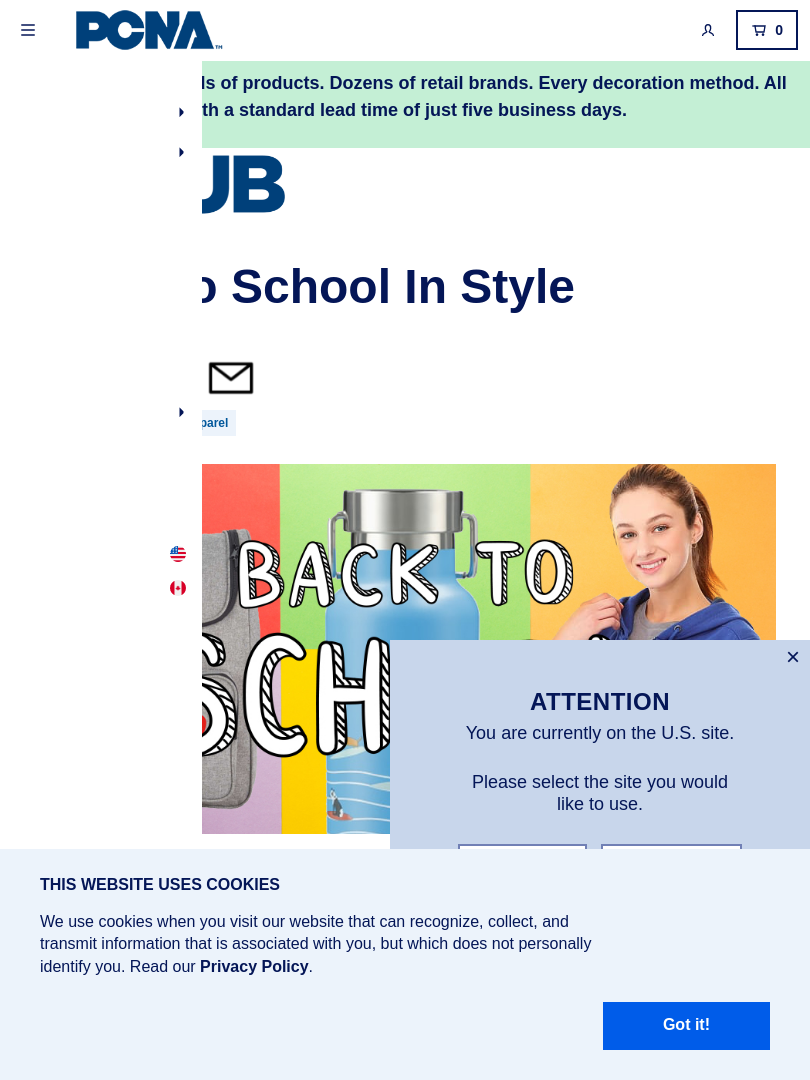 PCNA™
0
ls of products. Dozens of retail brands. Every decoration method. All
th a standard lead time of just five business days.
UB
o School In Style
parel
BACK TO
SCH
ATTENTION
You are currently on the U.S. site.
Please select the site you would
like to use.
THIS WEBSITE USES COOKIES
We use cookies when you visit our website that can recognize, collect, and
transmit information that is associated with you, but which does not personally
identify you. Read our Privacy Policy.
Got it!